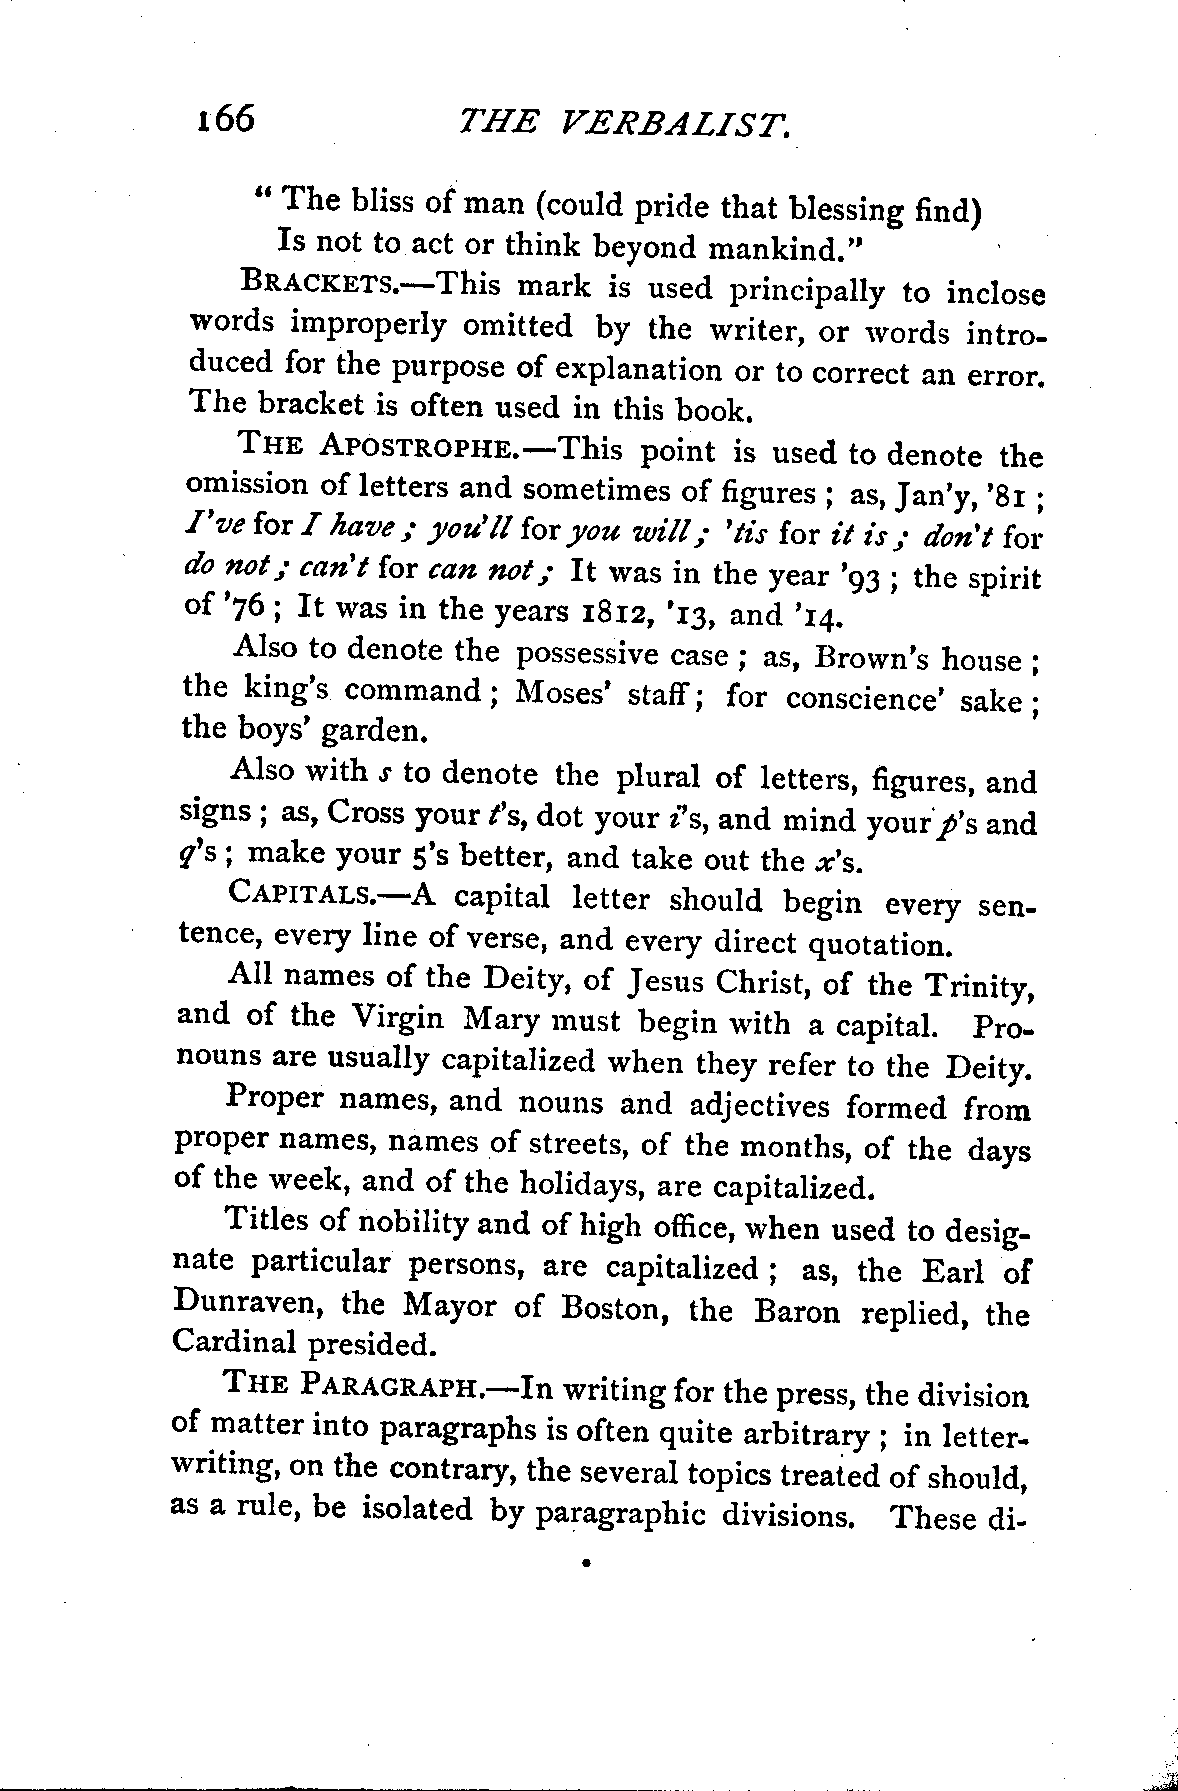 166 THE VERBALIST.
“ The bliss of man (could pride that blessing find)
Is not to act or think beyond mankind.”
BRACKETS.—This mark is used principally to inclose
words improperly omitted by the writer, or words intro-
duced for the purpose of explanation or to correct an error.
The bracket is often used in this book.
THE APOSTROPHE.—This point is used to denote the
omission of letters and sometimes of figures ; as, Jan’y, ’81 ;
I’ve for I have ; you’ll for you will ; ’tis for it is ; don’t for
do not ; can’t for can not ; It was in the year ’93 ; the spirit
of ’76 ; It was in the years 1812, ’13, and ’14.
Also to denote the possessive case ; as, Brown’s house ;
the king’s command ; Moses’ staff ; for conscience’ sake ;
the boys’ garden.
Also with s to denote the plural of letters, figures, and
signs ; as, Cross your t’s, dot your i’s, and mind your p’s and
q’s ; make your 5’s better, and take out the x’s.
CAPITALS.—A capital letter should begin every sen-
tence, every line of verse, and every direct quotation.
All names of the Deity, of Jesus Christ, of the Trinity,
and of the Virgin Mary must begin with a capital. Pro-
nouns are usually capitalized when they refer to the Deity.
Proper names, and nouns and adjectives formed from
proper names, names of streets, of the months, of the days
of the week, and of the holidays, are capitalized.
Titles of nobility and of high office, when used to desig-
nate particular persons, are capitalized ; as, the Earl of
Dunraven, the Mayor of Boston, the Baron replied, the
Cardinal presided.
THE PARAGRAPH.—In writing for the press, the division
of matter into paragraphs is often quite arbitrary ; in letter-
writing, on the contrary, the several topics treated of should,
as a rule, be isolated by paragraphic divisions. These di-